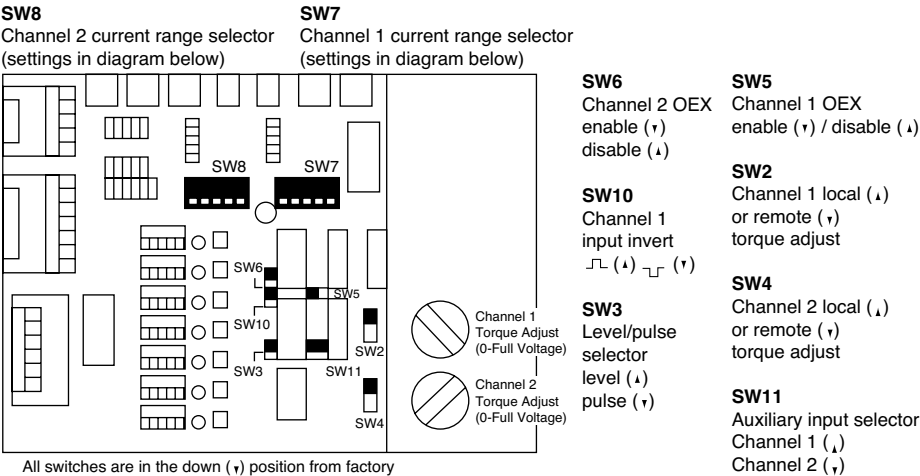 SW8
Channel 2 current range selector
(settings in diagram below)
SW7
Channel 1 current range selector
(settings in diagram below)
SW8
SW7
SW6
SW5
SW10
SW3
SW11
SW2
SW4
Channel 1
Torque Adjust
(0-Full Voltage)
Channel 2
Torque Adjust
(0-Full Voltage)
All switches are in the down (▼) position from factory
SW6
Channel 2 OEX
enable (▼)
disable (▲)
SW10
Channel 1
input invert
(▲) (▼)
SW3
Level/pulse
selector
level (▲)
pulse (▼)
SW5
Channel 1 OEX
enable (▼) / disable (▲)
SW2
Channel 1 local (▲)
or remote (▼)
torque adjust
SW4
Channel 2 local (▲)
or remote (▼)
torque adjust
SW11
Auxiliary input selector
Channel 1 (▲)
Channel 2 (▼)